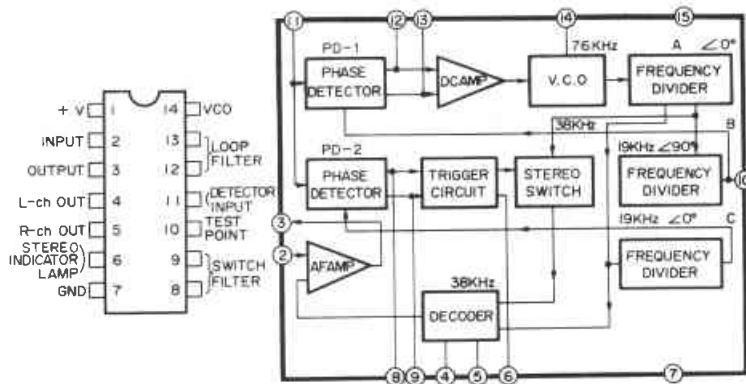 + V 1 14 VCO
INPUT 2 13 LOOP
OUTPUT 3 12 FILTER
L-ch OUT 4 11 DETECTOR
INPUT
R-ch OUT 5 10 TEST
POINT
STEREO
INDICATOR 6 9 SWITCH
LAMP
GND 7 8 FILTER
11 12 13 14 15
PD-1 76KHz A ∠0°
PHASE
DETECTOR
DCAMP
V.C.O
FREQUENCY
DIVIDER
38KHz B
PD-2 19KHz ∠90°
PHASE
DETECTOR
TRIGGER
CIRCUIT
STEREO
SWITCH
FREQUENCY
DIVIDER
10
19KHz ∠0° C
3
2
AFAMP
FREQUENCY
DIVIDER
38KHz
DECODER
8 9 4 5 6 7